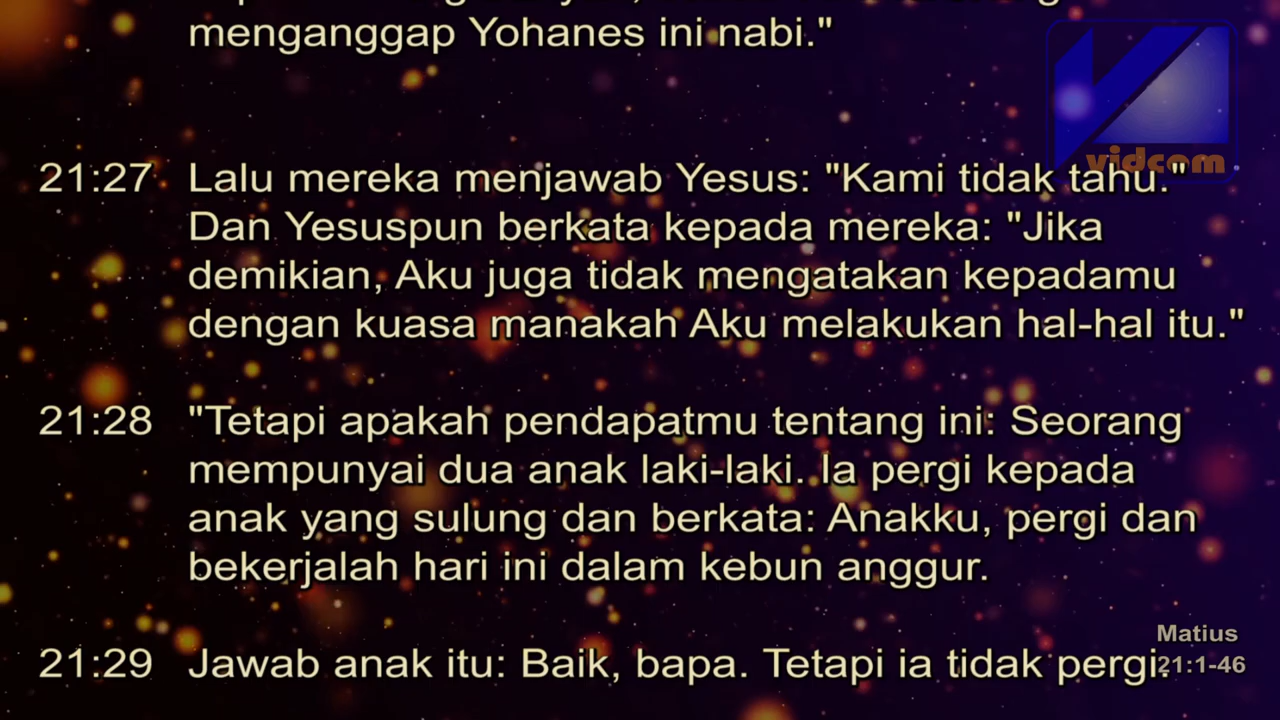 menganggap Yohanes ini nabi."
vidcom
21:27 Lalu mereka menjawab Yesus: "Kami tidak tahu."
Dan Yesuspun berkata kepada mereka: "Jika
demikian, Aku juga tidak mengatakan kepadamu
dengan kuasa manakah Aku melakukan hal-hal itu."
21:28 "Tetapi apakah pendapatmu tentang ini: Seorang
mempunyai dua anak laki-laki. Ia pergi kepada
anak yang sulung dan berkata: Anakku, pergi dan
bekerjalah hari ini dalam kebun anggur.
21:29 Jawab anak itu: Baik, bapa. Tetapi ia tidak pergi.
Matius
21:1-46